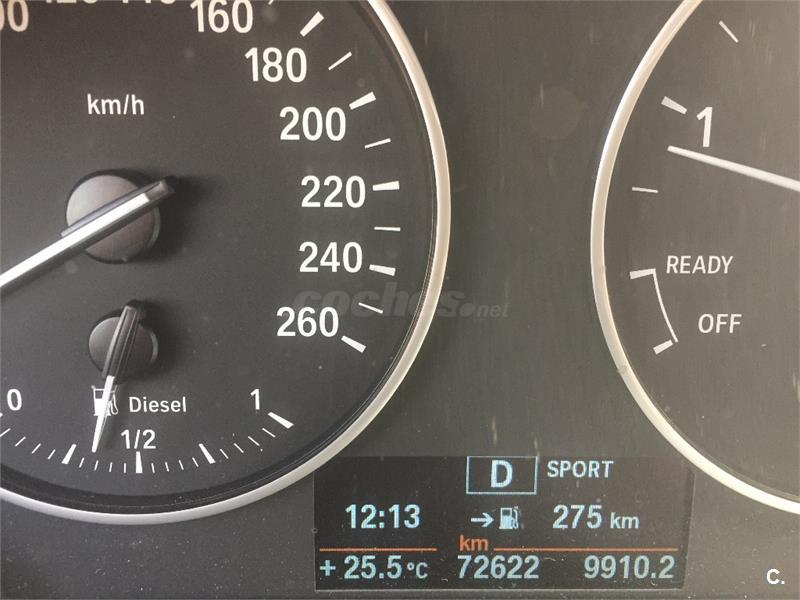 160
180
km/h
200
1
220
240
READY
260
OFF
coches.net
0
Diesel
1
1/2
D SPORT
12:13 → 275 km
km
+ 25.5 °C 72622 9910.2
C.